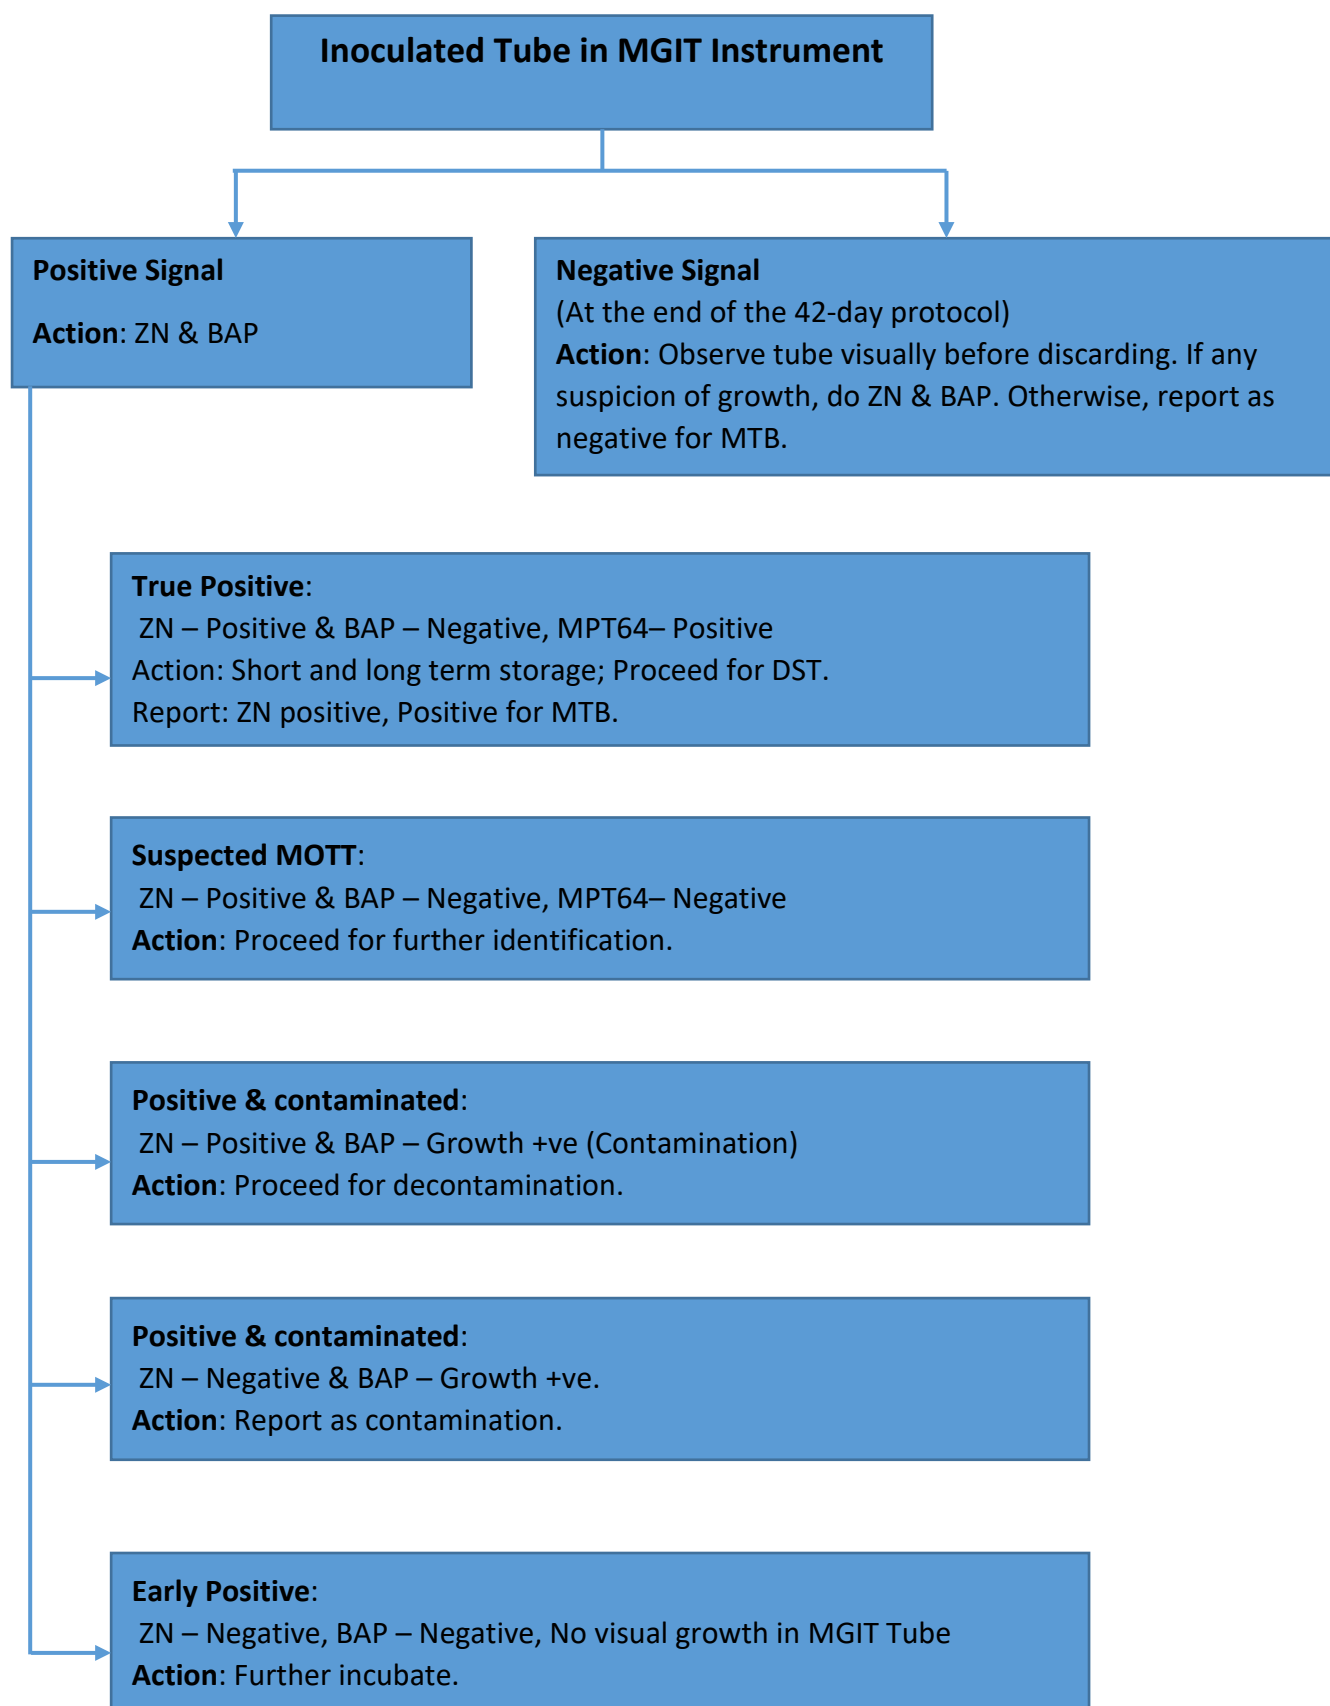 Inoculated Tube in MGIT Instrument
Positive Signal
Action: ZN & BAP
Negative Signal
(At the end of the 42-day protocol)
Action: Observe tube visually before discarding. If any
suspicion of growth, do ZN & BAP. Otherwise, report as
negative for MTB.
True Positive:
ZN – Positive & BAP – Negative, MPT64– Positive
Action: Short and long term storage; Proceed for DST.
Report: ZN positive, Positive for MTB.
Suspected MOTT:
ZN – Positive & BAP – Negative, MPT64– Negative
Action: Proceed for further identification.
Positive & contaminated:
ZN – Positive & BAP – Growth +ve (Contamination)
Action: Proceed for decontamination.
Positive & contaminated:
ZN – Negative & BAP – Growth +ve.
Action: Report as contamination.
Early Positive:
ZN – Negative, BAP – Negative, No visual growth in MGIT Tube
Action: Further incubate.